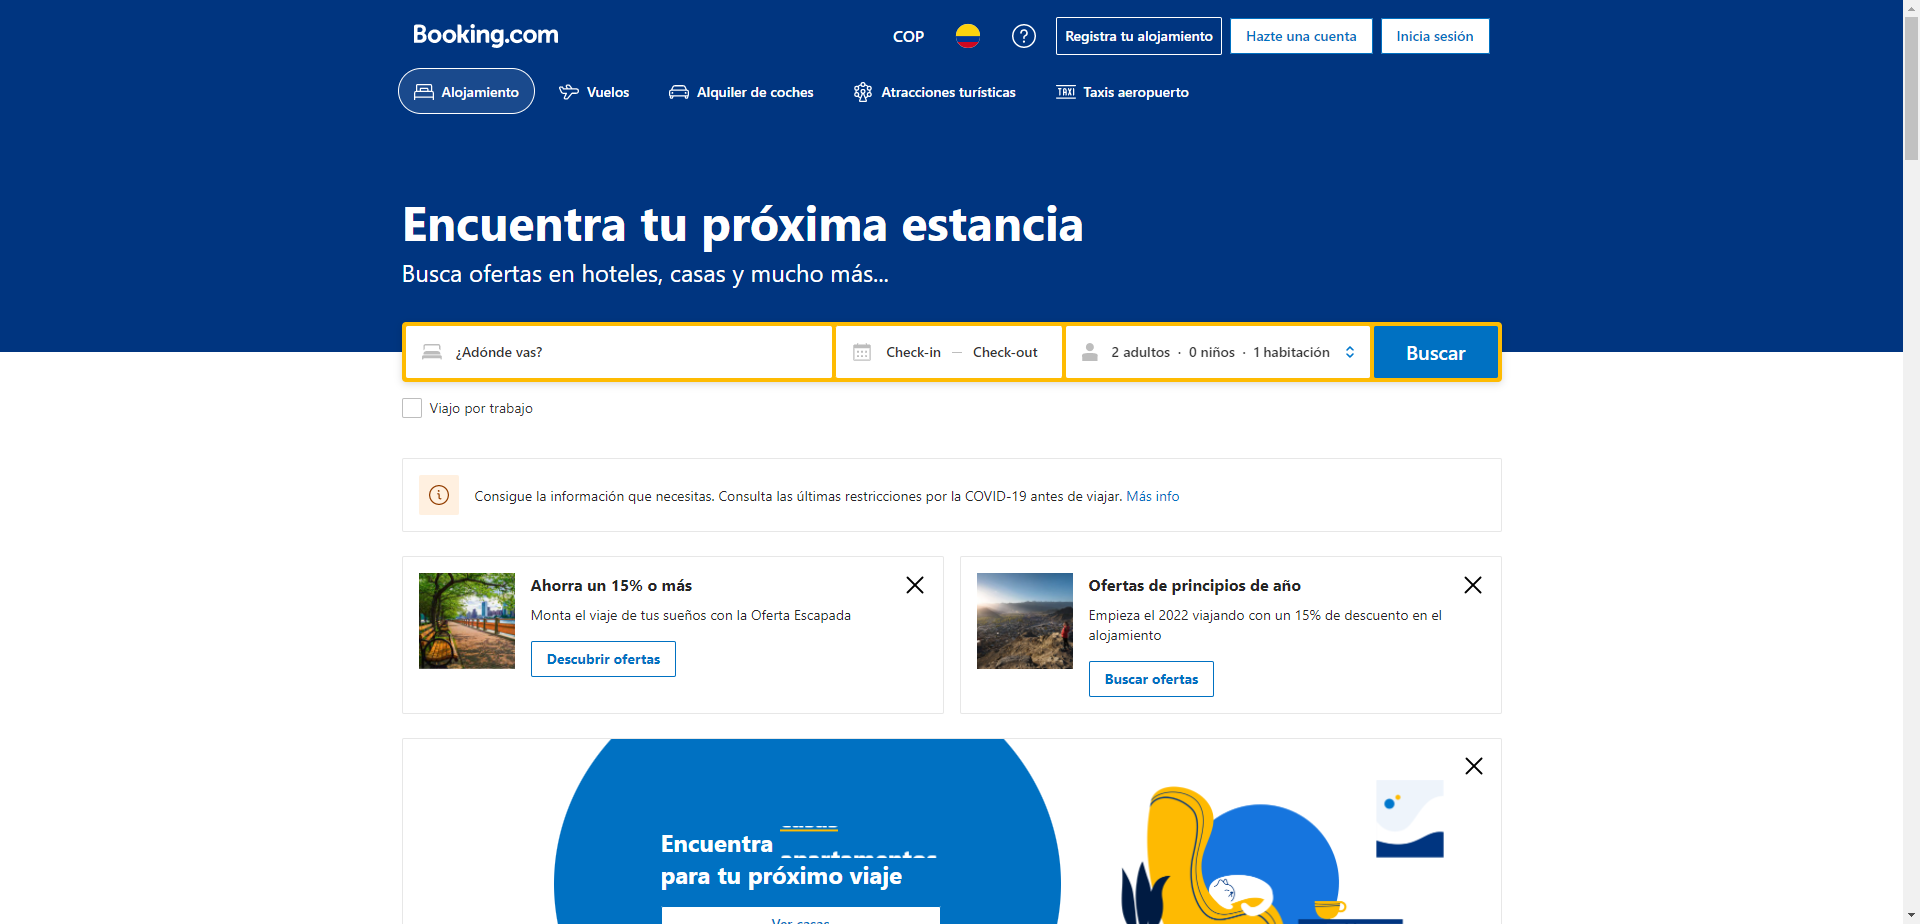 Booking.com
COP
Registra tu alojamiento
Hazte una cuenta
Inicia sesión
Alojamiento
Vuelos
Alquiler de coches
Atracciones turísticas
TAXI
Taxis aeropuerto
Encuentra tu próxima estancia
Busca ofertas en hoteles, casas y mucho más...
¿Adónde vas?
Check-in — Check-out
2 adultos · 0 niños · 1 habitación
Buscar
Viajo por trabajo
Consigue la información que necesitas. Consulta las últimas restricciones por la COVID-19 antes de viajar. Más info
Ahorra un 15% o más
Monta el viaje de tus sueños con la Oferta Escapada
Descubrir ofertas
Ofertas de principios de año
Empieza el 2022 viajando con un 15% de descuento en el
alojamiento
Buscar ofertas
Encuentra
apartamentos
para tu próximo viaje
Ver casas